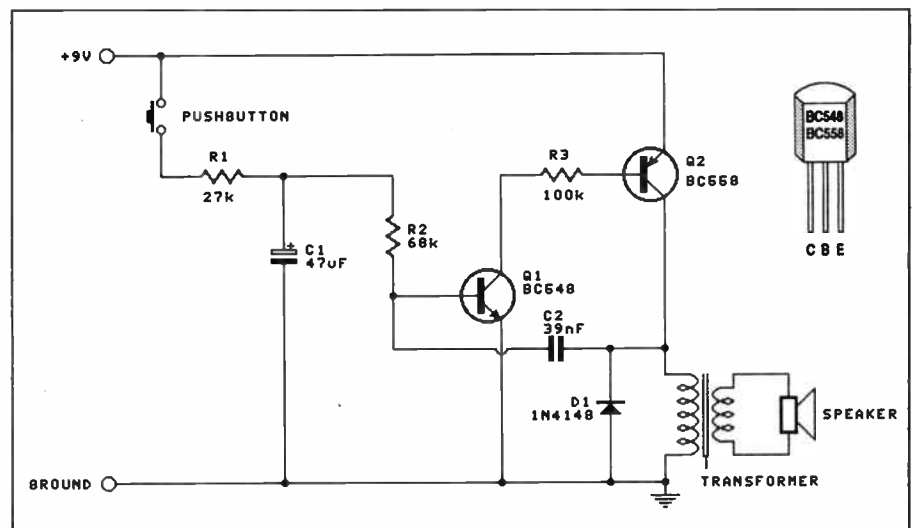 +9V
PUSHBUTTON
R1
27k
C1
+
47uF
R2
68k
R3
100k
Q2
BC558
Q1
BC548
C2
39nF
D1
1N4148
SPEAKER
TRANSFORMER
8ROUND
BC548
BC558
C B E